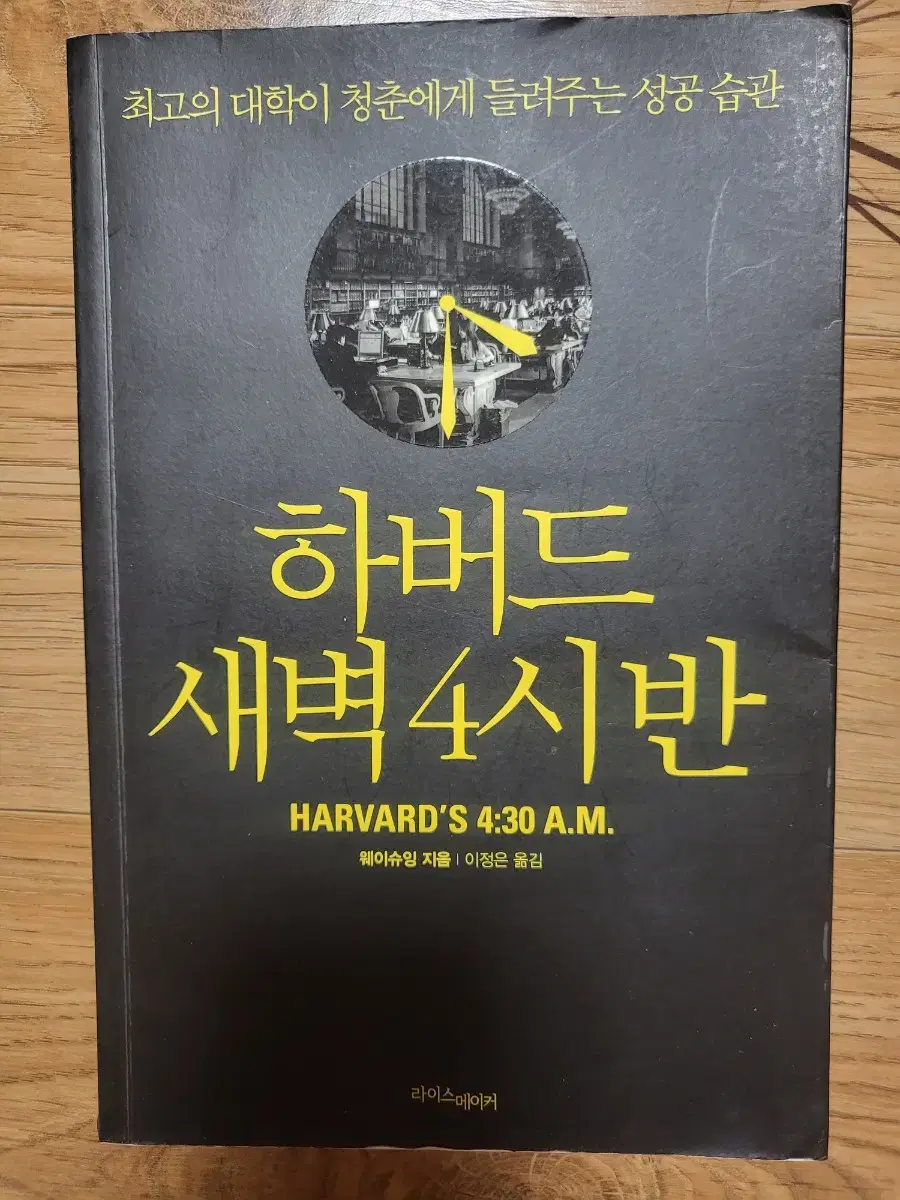 최고의 대학이 청춘에게 들려주는 성공 습관
하버드
새벽 4시 반
HARVARD'S 4:30 A.M.
웨이슈잉 지음 | 이정은 옮김
라이스메이커